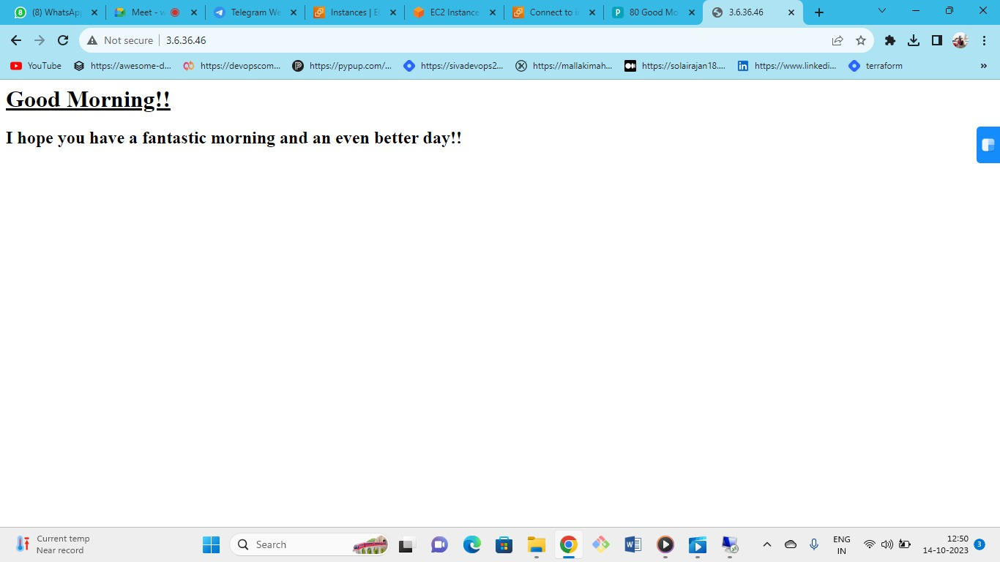 (8) WhatsAp
Meet - w
Telegram We
Instances | E
EC2 Instance
Connect to i
80 Good Mo
3.6.36.46
Not secure
3.6.36.46
YouTube
https://awesome-d...
https://devopscom...
https://pypup.com/...
https://sivadevops2...
https://mallakimah...
https://solairajan18....
https://www.linkedi...
terraform
»
Good Morning!!
I hope you have a fantastic morning and an even better day!!
Current temp
Near record
Search
ENG
IN
12:50
14-10-2023
3